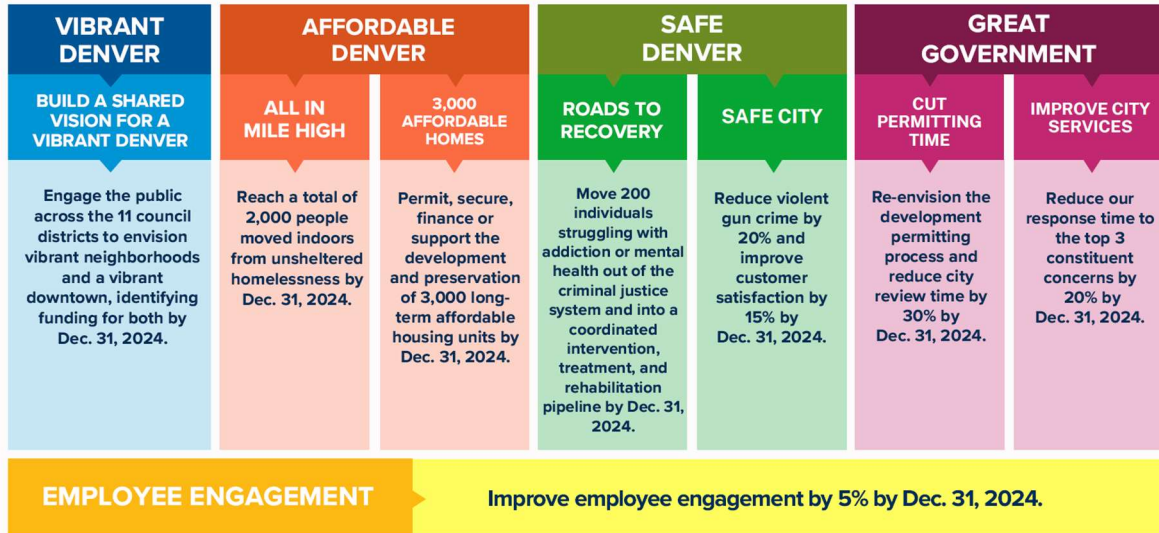 VIBRANT
DENVER
BUILD A SHARED
VISION FOR A
VIBRANT DENVER
Engage the public
across the 11 council
districts to envision
vibrant neighborhoods
and a vibrant
downtown, identifying
funding for both by
Dec. 31, 2024.
AFFORDABLE
DENVER
ALL IN
MILE HIGH
Reach a total of
2,000 people
moved indoors
from unsheltered
homelessness by
Dec. 31, 2024.
3,000
AFFORDABLE
HOMES
Permit, secure,
finance or
support the
development
and preservation
of 3,000 long-
term affordable
housing units by
Dec. 31, 2024.
SAFE
DENVER
ROADS TO
RECOVERY
Move 200
individuals
struggling with
addiction or mental
health out of the
criminal justice
system and into a
coordinated
intervention,
treatment, and
rehabilitation
pipeline by Dec. 31,
2024.
SAFE CITY
Reduce violent
gun crime by
20% and
improve
customer
satisfaction by
15% by
Dec. 31, 2024.
GREAT
GOVERNMENT
CUT
PERMITTING
TIME
Re-envision the
development
permitting
process and
reduce city
review time by
30% by
Dec. 31, 2024.
IMPROVE CITY
SERVICES
Reduce our
response time to
the top 3
constituent
concerns by
20% by
Dec. 31, 2024.
EMPLOYEE ENGAGEMENT
Improve employee engagement by 5% by Dec. 31, 2024.